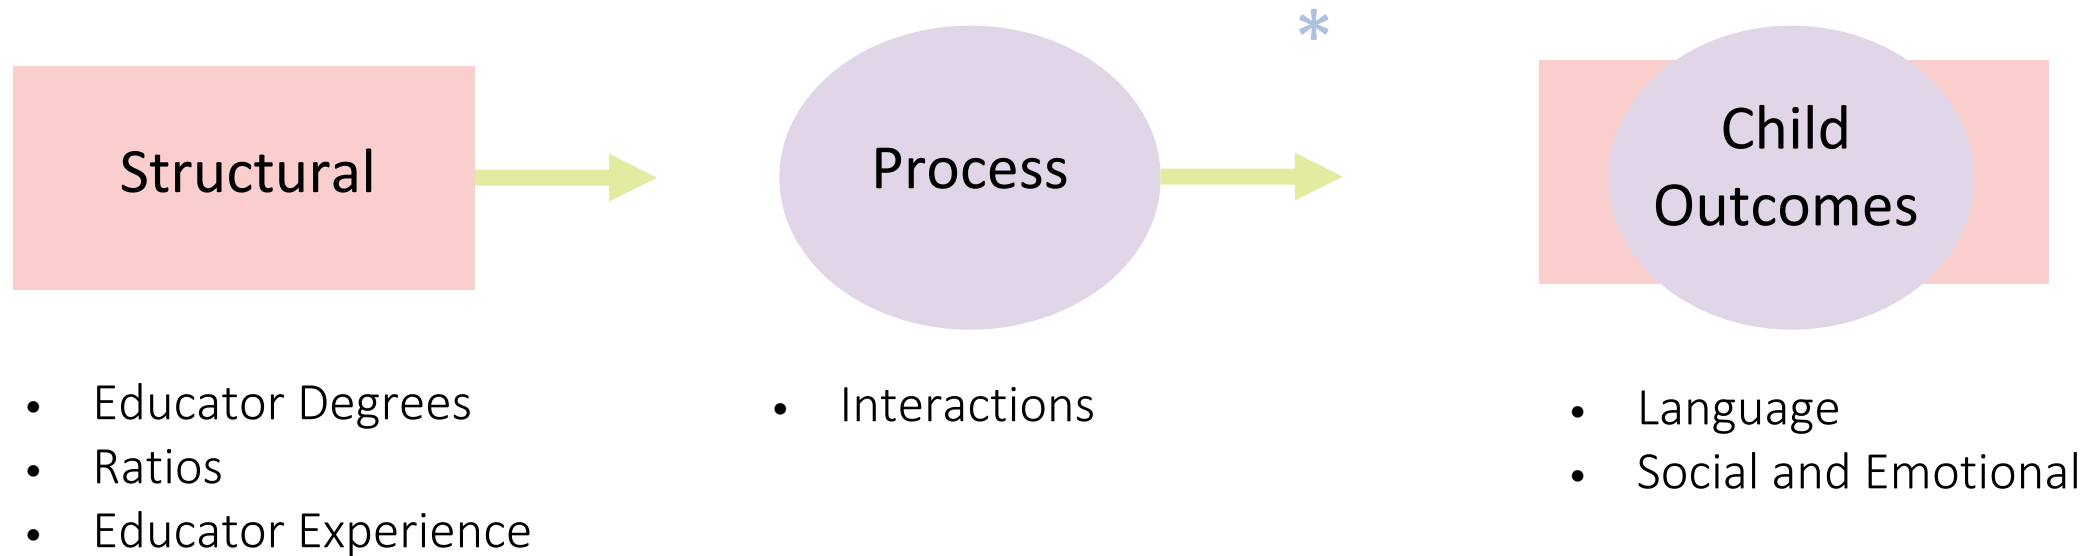 *
Structural
Process
Child
Outcomes
• Educator Degrees
• Ratios
• Educator Experience
• Interactions
• Language
• Social and Emotional